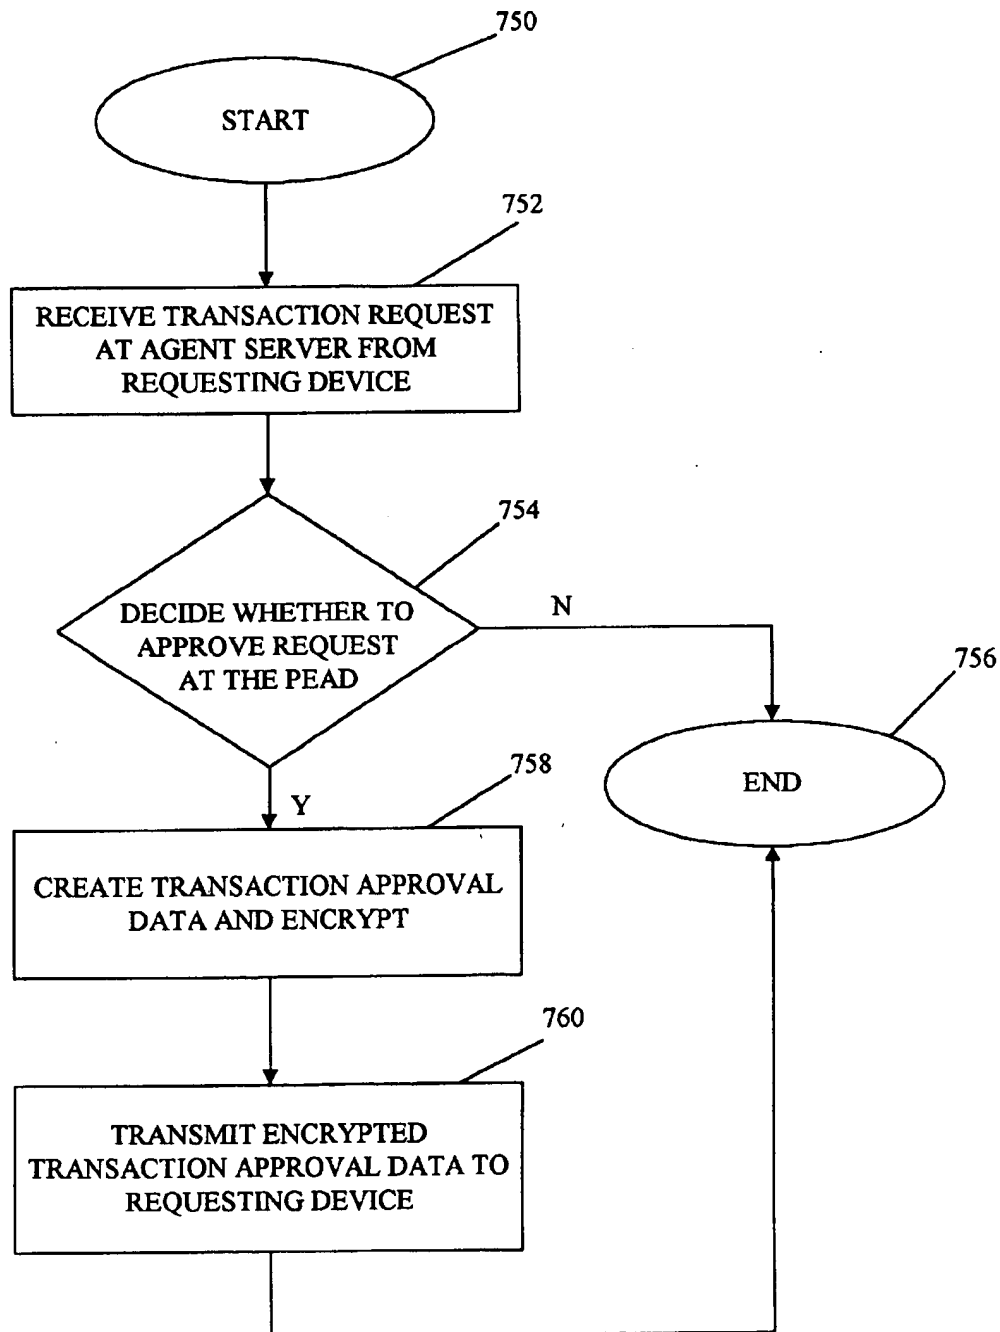 750
START
752
RECEIVE TRANSACTION REQUEST
AT AGENT SERVER FROM
REQUESTING DEVICE
754
DECIDE WHETHER TO
APPROVE REQUEST
AT THE PEAD
N
756
END
758
Y
CREATE TRANSACTION APPROVAL
DATA AND ENCRYPT
760
TRANSMIT ENCRYPTED
TRANSACTION APPROVAL DATA TO
REQUESTING DEVICE